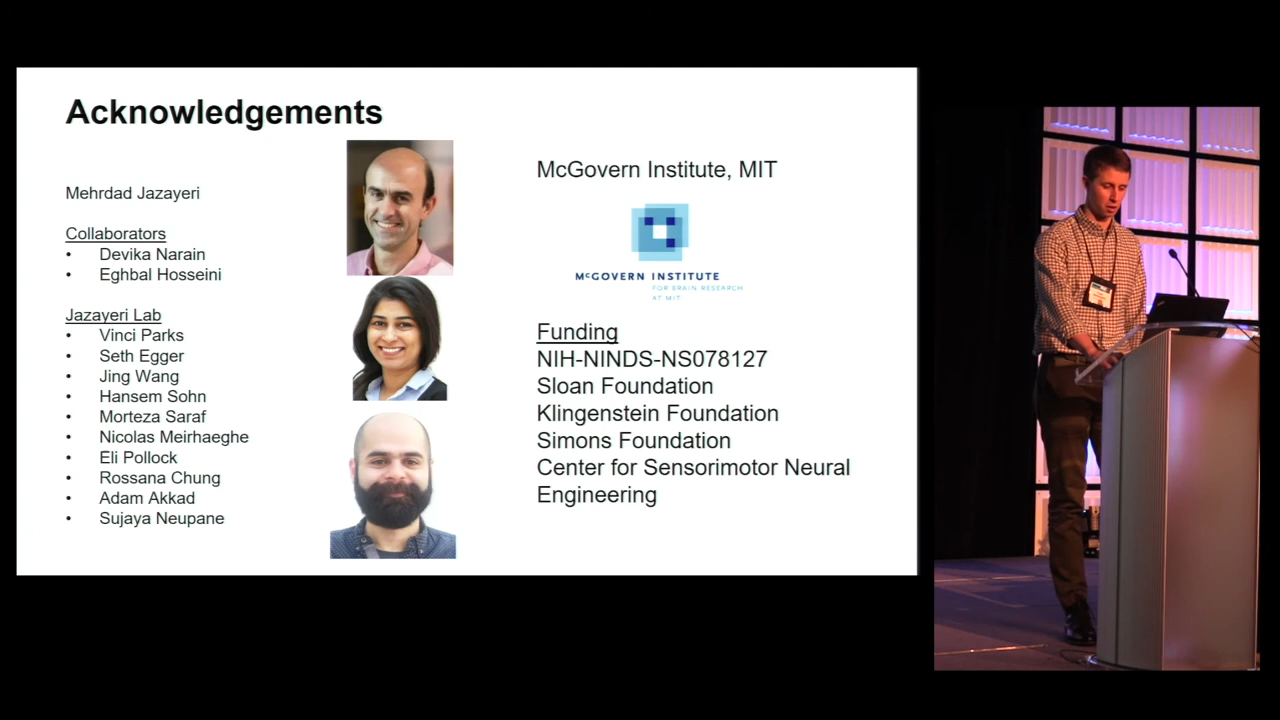 Acknowledgements
Mehrdad Jazayeri
Collaborators
• Devika Narain
• Eghbal Hosseini
Jazayeri Lab
• Vinci Parks
• Seth Egger
• Jing Wang
• Hansem Sohn
• Morteza Saraf
• Nicolas Meirhaeghe
• Eli Pollock
• Rossana Chung
• Adam Akkad
• Sujaya Neupane
McGovern Institute, MIT
McGOVERN INSTITUTE
FOR BRAIN RESEARCH
AT MIT
Funding
NIH-NINDS-NS078127
Sloan Foundation
Klingenstein Foundation
Simons Foundation
Center for Sensorimotor Neural
Engineering